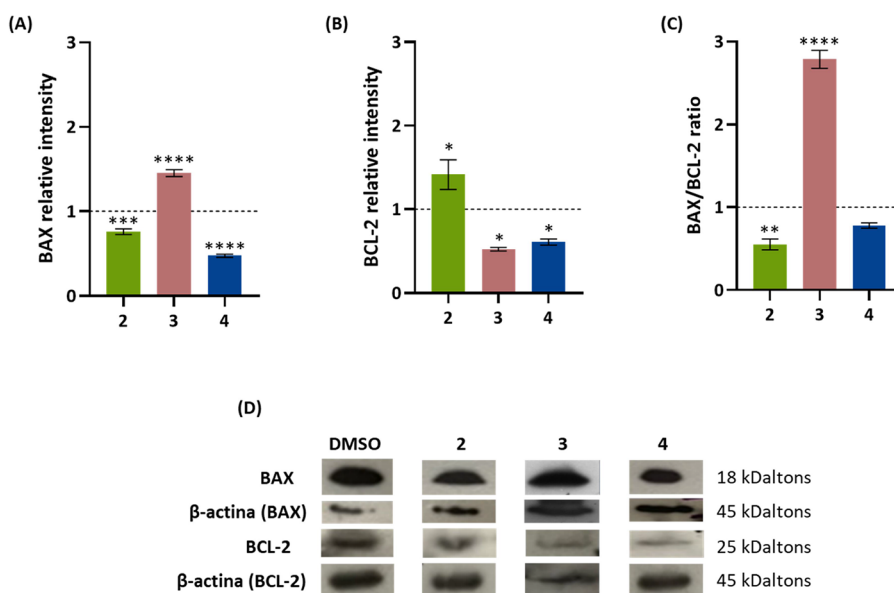 (A)
BAX relative intensity
3
2
1
0
***
****
****
2 3 4
(B)
BCL-2 relative intensity
3
2
1
0
*
*
*
2 3 4
(C)
BAX/BCL-2 ratio
3
2
1
0
**
****
2 3 4
(D)
DMSO 2 3 4
BAX 18 kDaltons
β-actina (BAX) 45 kDaltons
BCL-2 25 kDaltons
β-actina (BCL-2) 45 kDaltons